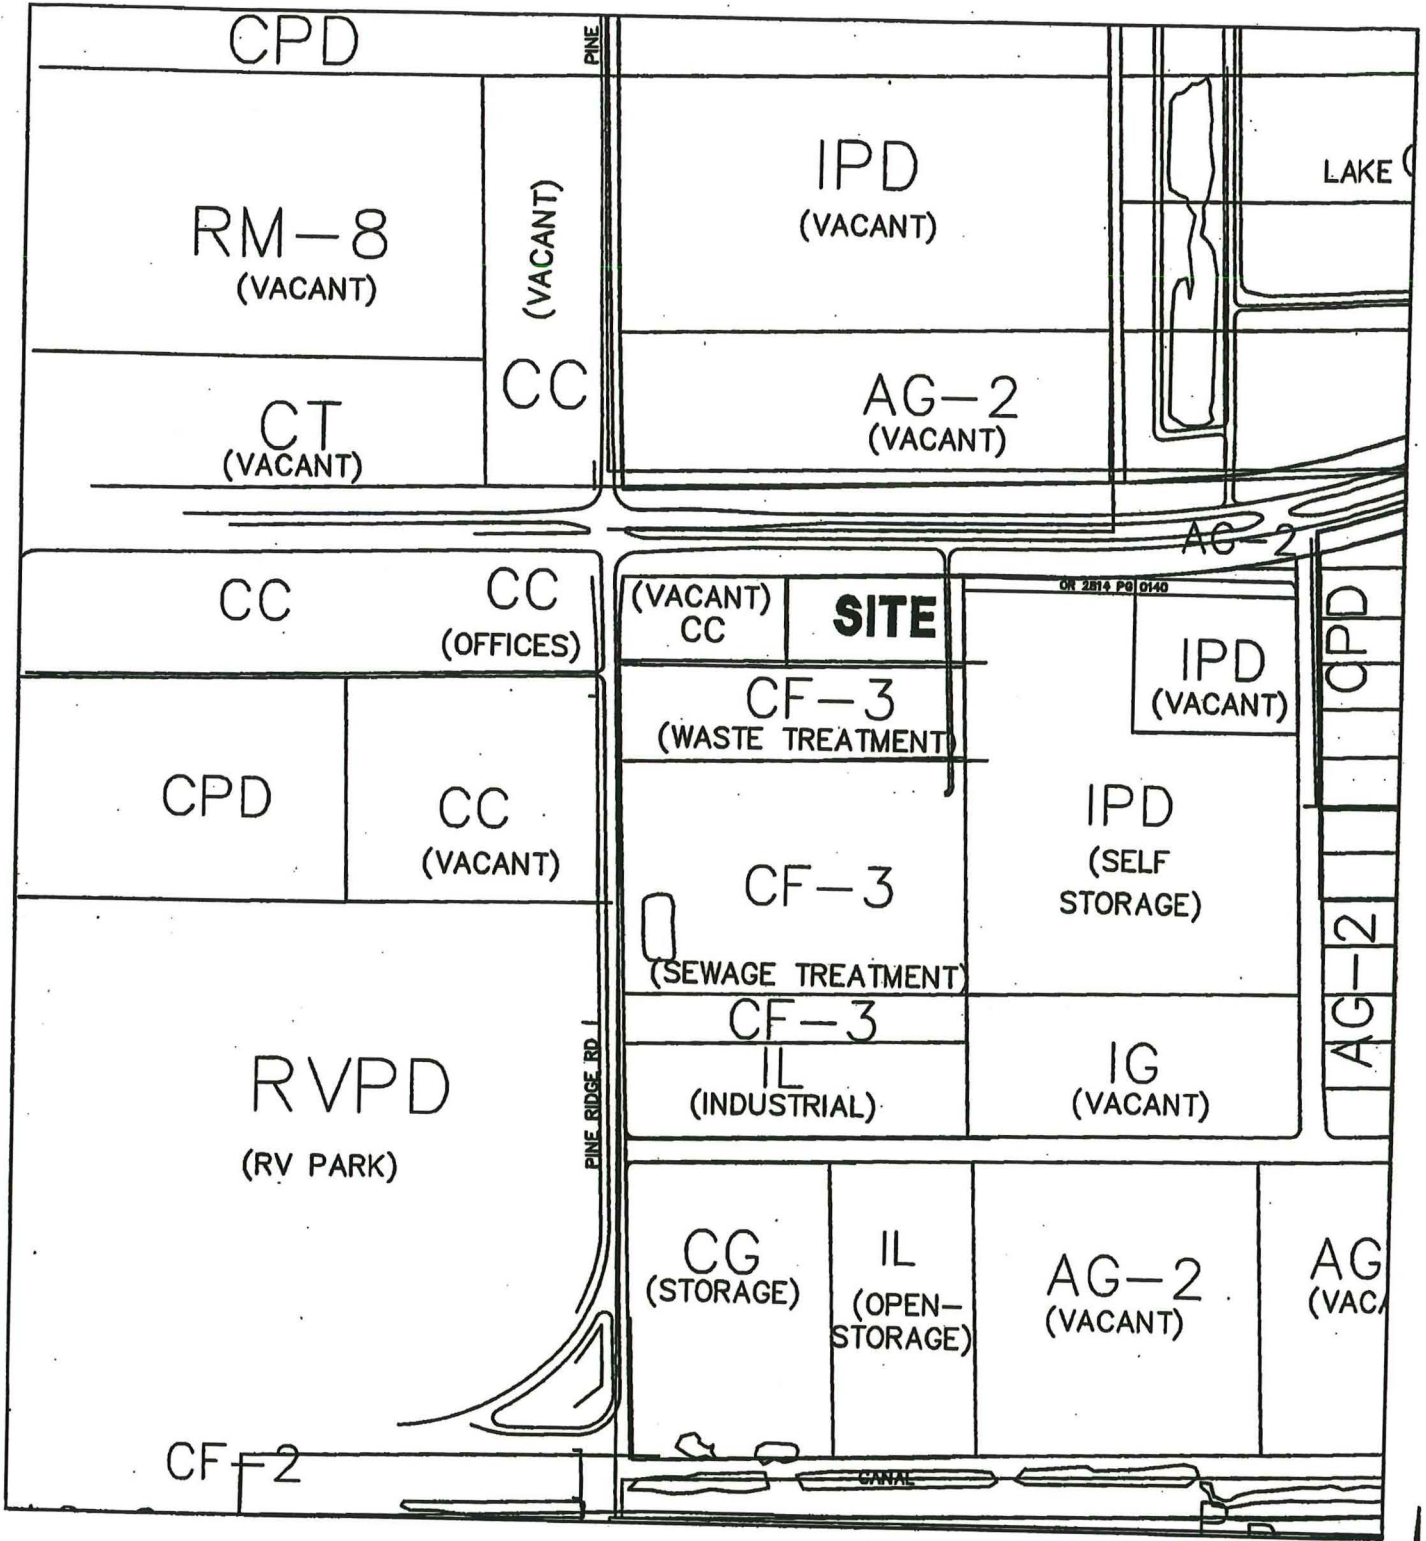 CPD
PINE
IPD
(VACANT)
LAKE
RM-8
(VACANT)
(VACANT)
CC
CT
(VACANT)
AG-2
(VACANT)
AG-2
CC
CC
(OFFICES)
(VACANT)
CC
SITE
OR 2814 PG 0140
IPD
(VACANT)
CPD
CF-3
(WASTE TREATMENT)
CPD
CC
(VACANT)
IPD
(SELF
STORAGE)
CF-3
(SEWAGE TREATMENT)
AG-2
CF-3
IL
(INDUSTRIAL)
IG
(VACANT)
RVPD
(RV PARK)
PINE RIDGE RD
CG
(STORAGE)
IL
(OPEN-
STORAGE)
AG-2
(VACANT)
AG
(VACA
CF-2
CANAL